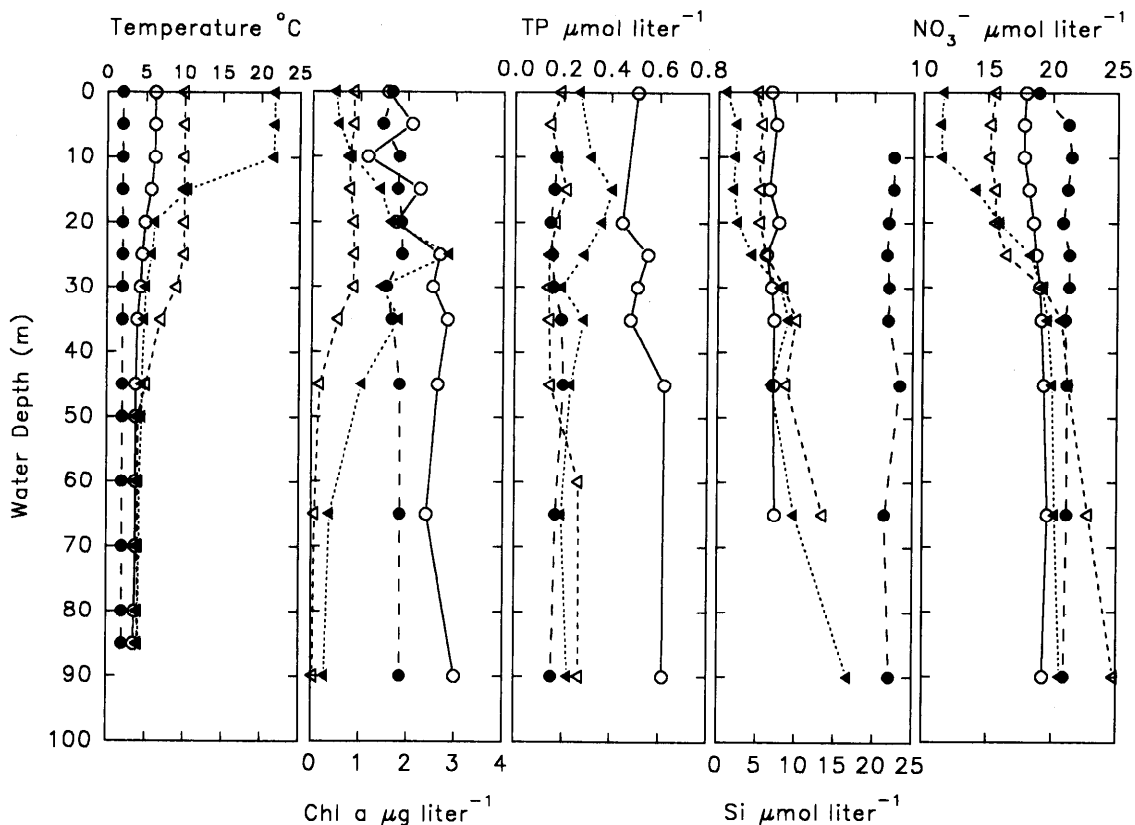 Temperature °C
TP μmol liter⁻¹
NO₃⁻ μmol liter⁻¹
0 5 10 15 20 25
0.0 0.2 0.4 0.6 0.8
10 15 20 25
0
10
20
30
40
50
60
70
80
90
100
Water Depth (m)
0 1 2 3 4
0 5 10 15 20 25
Chl a μg liter⁻¹
Si μmol liter⁻¹